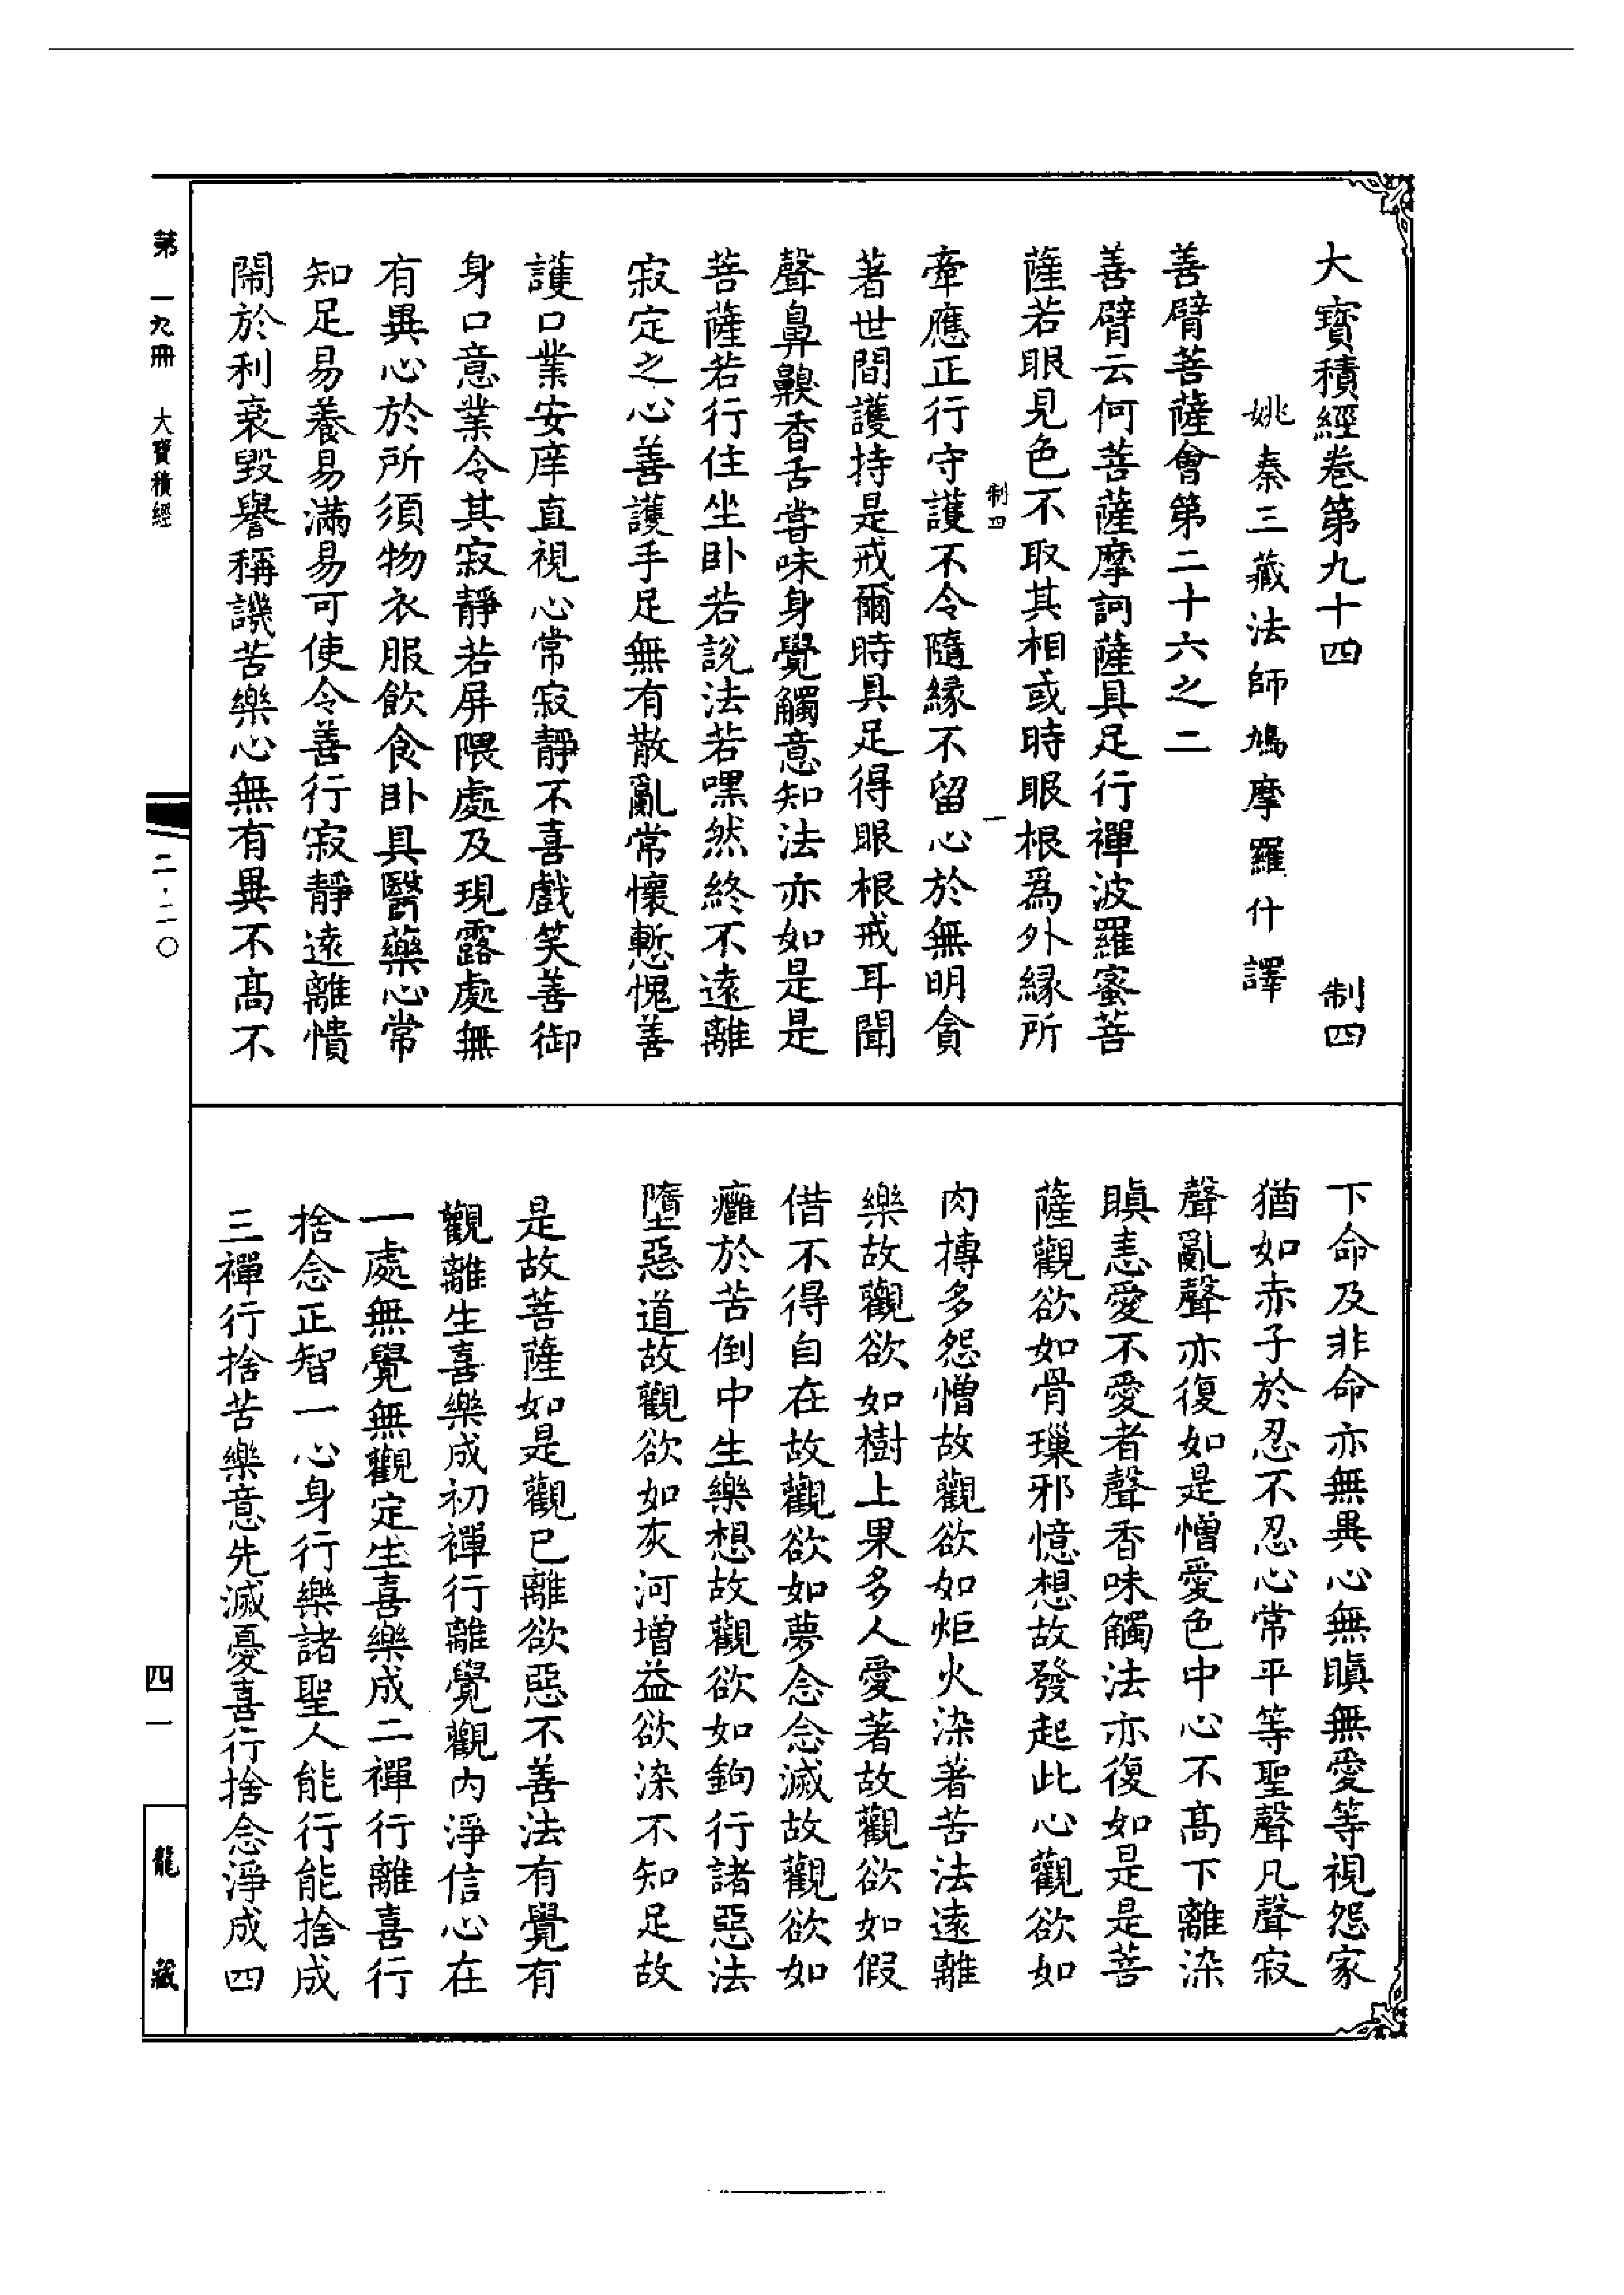 大寶積經卷第九十四 制四
姚秦三藏法師鳩摩羅什譯
善臂菩薩會第二十六之二
善臂云何菩薩摩訶薩具足行禪波羅蜜菩
薩若眼見色不取其相或時眼根爲外緣所
制四 一
牽應正行守護不令隨緣不留心於無明貪
著世間護持是戒爾時具足得眼根戒耳聞
聲鼻齅香舌甞味身覺觸意知法亦如是是
菩薩若行住坐卧若說法若嘿然終不遠離
寂定之心善護手足無有散亂常懷慙愧善
護口業安庠直視心常寂靜不喜戲笑善御
身口意業令其寂靜若屏隈處及現露處無
有異心於所須物衣服飲食卧具醫藥心常
知足易養易滿易可使令善行寂靜遠離憒
鬧於利衰毀譽稱譏苦樂心無有異不髙不
下命及非命亦無異心無瞋無愛等視怨家
猶如赤子於忍不忍心常平等聖聲凡聲寂
聲亂聲亦復如是憎愛色中心不髙下離染
瞋恚愛不愛者聲香味觸法亦復如是是菩
薩觀欲如骨璅邪憶想故發起此心觀欲如
肉摶多怨憎故觀欲如炬火染著苦法遠離
樂故觀欲如樹上果多人愛著故觀欲如假
借不得自在故觀欲如夢念念滅故觀欲如
癰於苦倒中生樂想故觀欲如鉤行諸惡法
墮惡道故觀欲如灰河增益欲染不知足故
是故菩薩如是觀已離欲惡不善法有覺有
觀離生喜樂成初禪行離覺觀内淨信心在
一處無覺無觀定生喜樂成二禪行離喜行
捨念正智一心身行樂諸聖人能行能捨成
三禪行捨苦樂意先滅憂喜行捨念淨成四
第一九冊 大寶積經
二·二〇
四一
龍藏